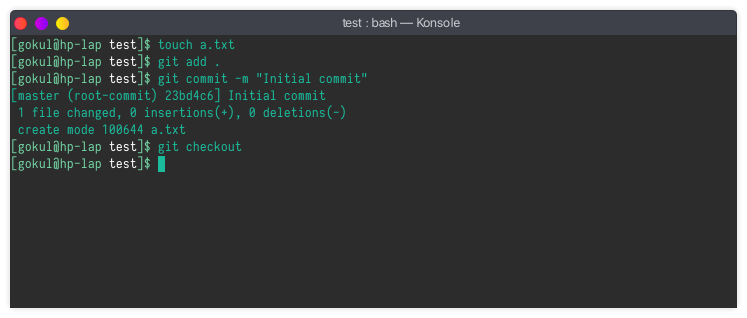 test : bash — Konsole
[gokul@hp-lap test]$ touch a.txt
[gokul@hp-lap test]$ git add .
[gokul@hp-lap test]$ git commit -m "Initial commit"
[master (root-commit) 23bd4c6] Initial commit
 1 file changed, 0 insertions(+), 0 deletions(-)
 create mode 100644 a.txt
[gokul@hp-lap test]$ git checkout
[gokul@hp-lap test]$